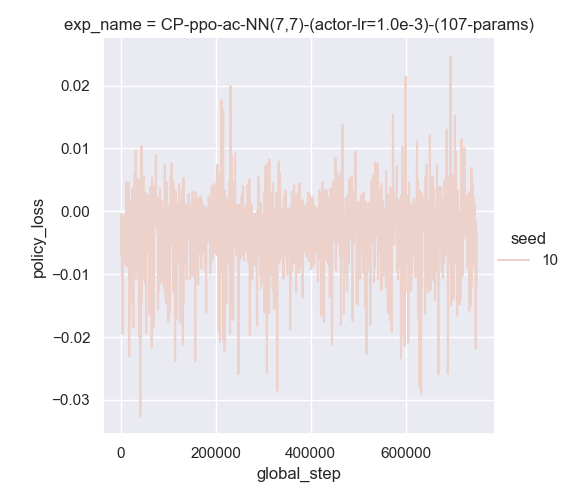 exp_name = CP-ppo-ac-NN(7,7)-(actor-lr=1.0e-3)-(107-params)
0.02
0.01
0.00
−0.01
−0.02
−0.03
policy_loss
0
200000
400000
600000
global_step
seed
10